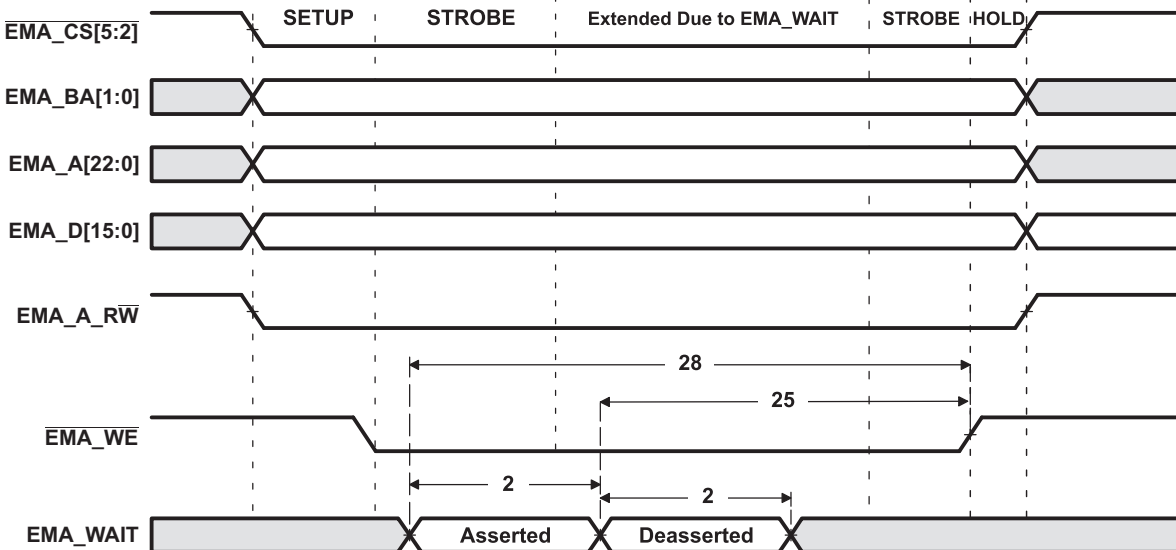 SETUP STROBE Extended Due to EMA_WAIT STROBE HOLD
EMA_CS[5:2]
EMA_BA[1:0]
EMA_A[22:0]
EMA_D[15:0]
EMA_A_RW
28
25
EMA_WE
2
2
EMA_WAIT Asserted Deasserted